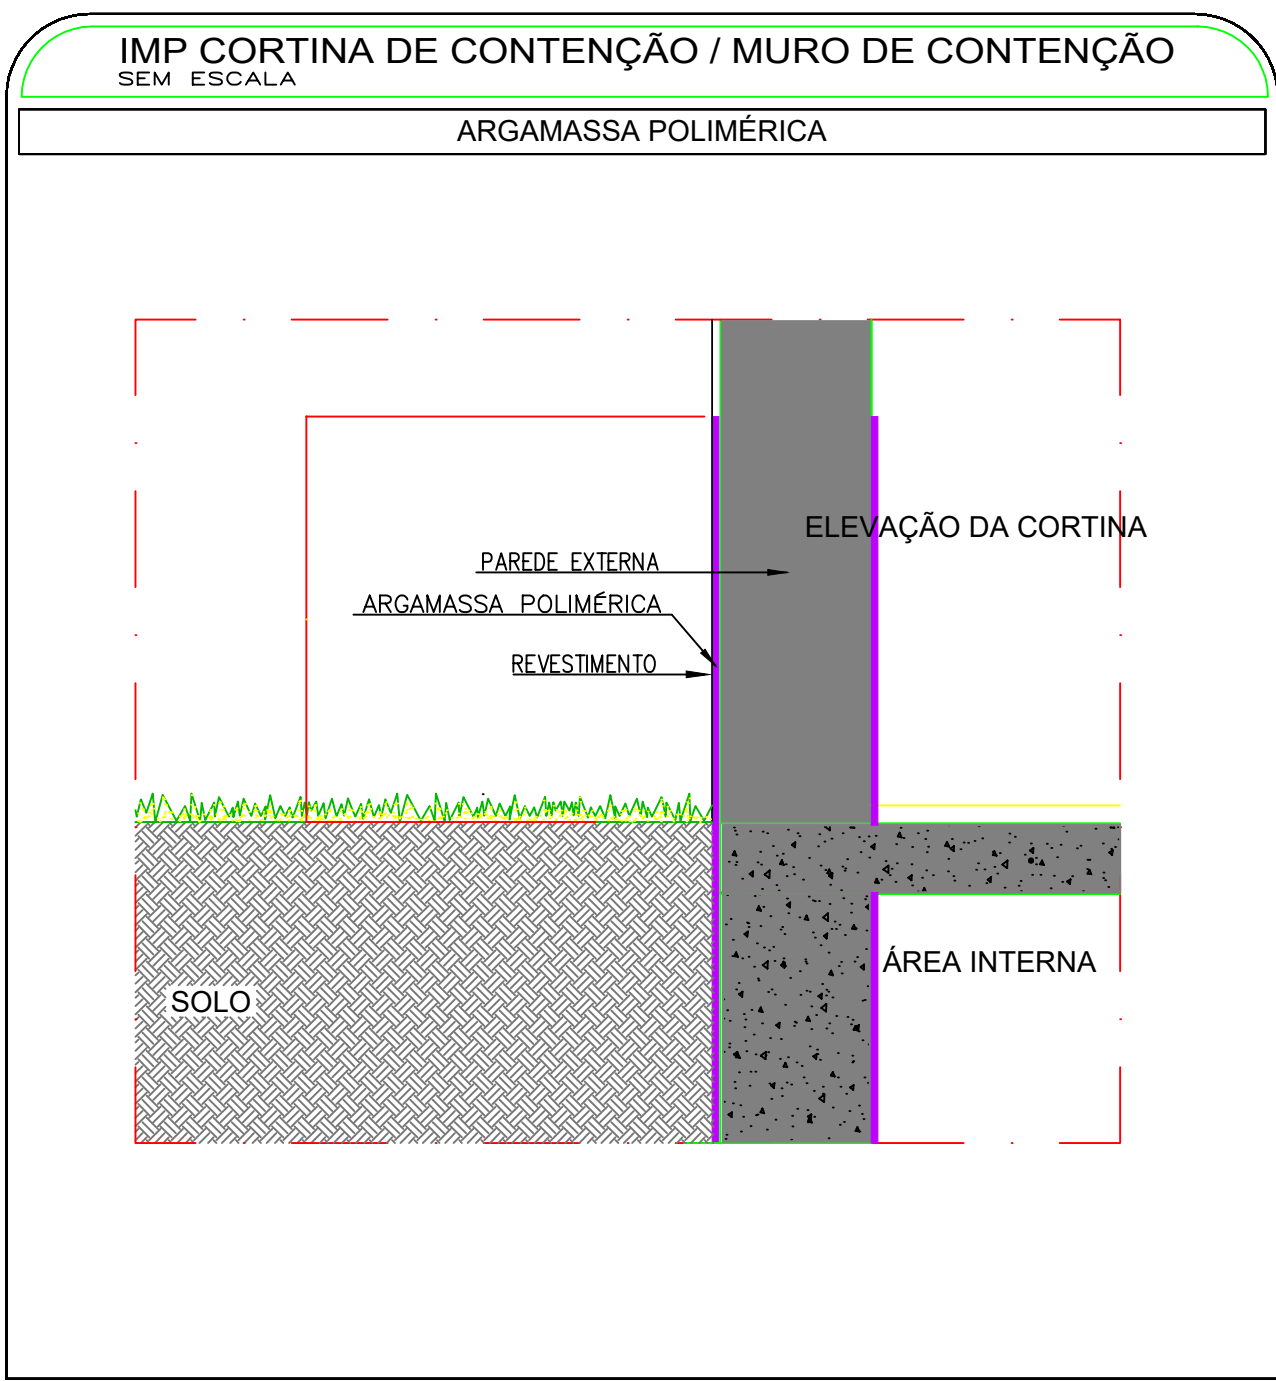 IMP CORTINA DE CONTENÇÃO / MURO DE CONTENÇÃO
SEM ESCALA
ARGAMASSA POLIMÉRICA
ELEVAÇÃO DA CORTINA
PAREDE EXTERNA
ARGAMASSA POLIMÉRICA
REVESTIMENTO
ÁREA INTERNA
SOLO